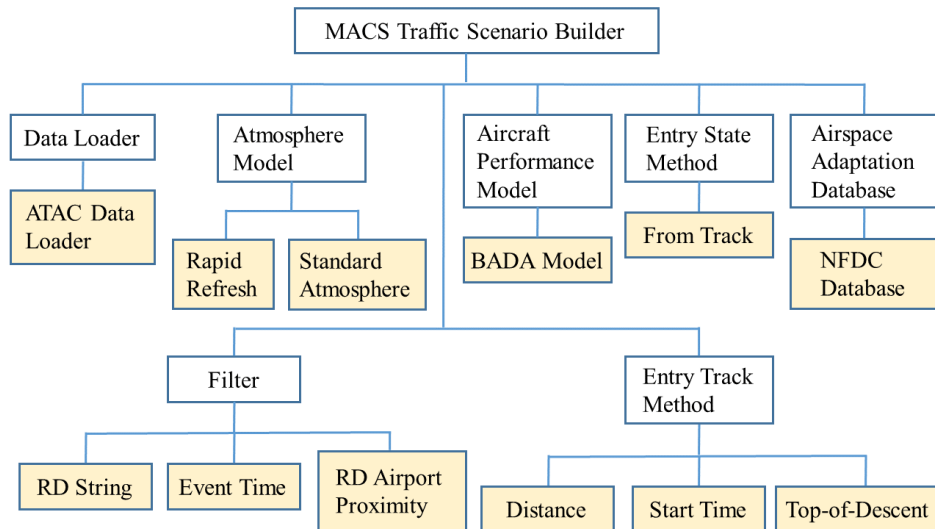 MACS Traffic Scenario Builder
Data Loader
Atmosphere
Model
Aircraft
Performance
Model
Entry State
Method
Airspace
Adaptation
Database
ATAC Data
Loader
Rapid
Refresh
Standard
Atmosphere
BADA Model
From Track
NFDC
Database
Filter
Entry Track
Method
RD String
Event Time
RD Airport
Proximity
Distance
Start Time
Top-of-Descent